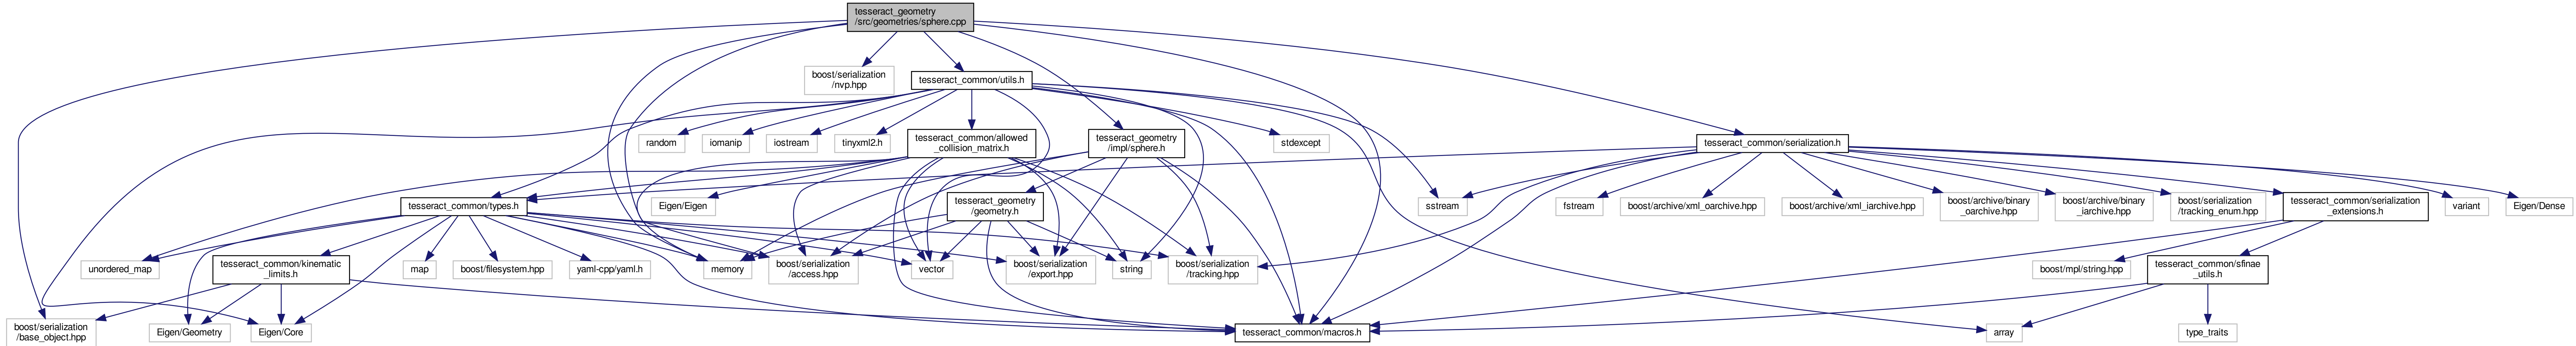 tesseract_geometry
/src/geometries/sphere.cpp
boost/serialization
/nvp.hpp
tesseract_common/utils.h
random
iomanip
iostream
tinyxml2.h
tesseract_common/allowed
_collision_matrix.h
tesseract_geometry
/impl/sphere.h
stdexcept
tesseract_common/serialization.h
tesseract_common/types.h
Eigen/Eigen
tesseract_geometry
/geometry.h
sstream
fstream
boost/archive/xml_oarchive.hpp
boost/archive/xml_iarchive.hpp
boost/archive/binary
_oarchive.hpp
boost/archive/binary
_iarchive.hpp
boost/serialization
/tracking_enum.hpp
tesseract_common/serialization
_extensions.h
variant
Eigen/Dense
unordered_map
tesseract_common/kinematic
_limits.h
map
boost/filesystem.hpp
yaml-cpp/yaml.h
memory
boost/serialization
/access.hpp
vector
boost/serialization
/export.hpp
string
boost/serialization
/tracking.hpp
boost/mpl/string.hpp
tesseract_common/sfinae
_utils.h
boost/serialization
/base_object.hpp
Eigen/Geometry
Eigen/Core
tesseract_common/macros.h
array
type_traits